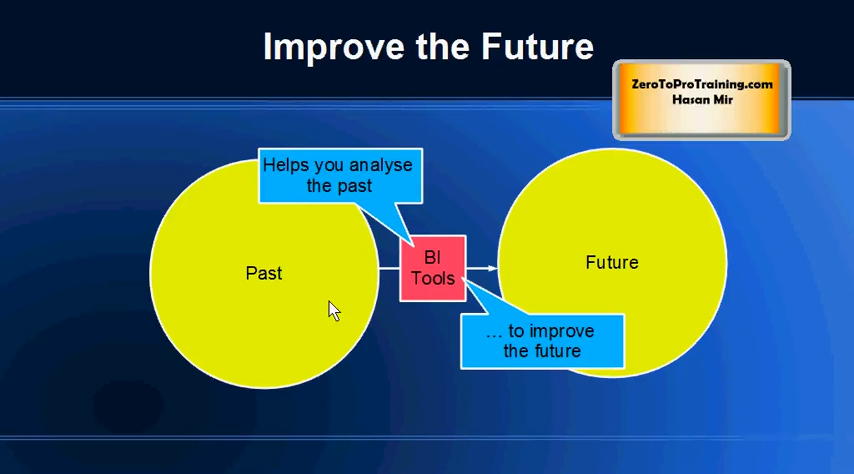 Improve the Future
ZeroToProTraining.com
Hasan Mir
Helps you analyse
the past
Past
BI
Tools
Future
... to improve
the future